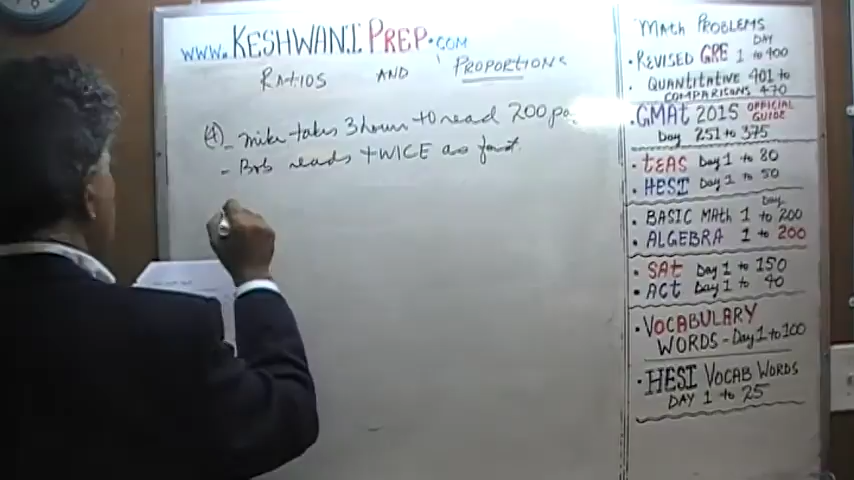 www.KESHWANI PREP.COM
RATIOS AND PROPORTIONS
(4) - Mike takes 3 hours to read 200 pa.
- Bob reads TWICE as fast.
MATH PROBLEMS
• REVISED GRE DAY 1 to 400
• QUANTITATIVE 401 to
COMPARISONS 470
• GMAT 2015 OFFICIAL GUIDE
Day 251 to 375
• TEAS Day 1 to 80
• HESI Day 1 to 50
• BASIC MATH Day 1 to 200
• ALGEBRA 1 to 200
• SAT Day 1 to 150
• ACT Day 1 to 40
• VOCABULARY
WORDS - Day 1 to 100
• HESI VOCAB WORDS
DAY 1 to 25